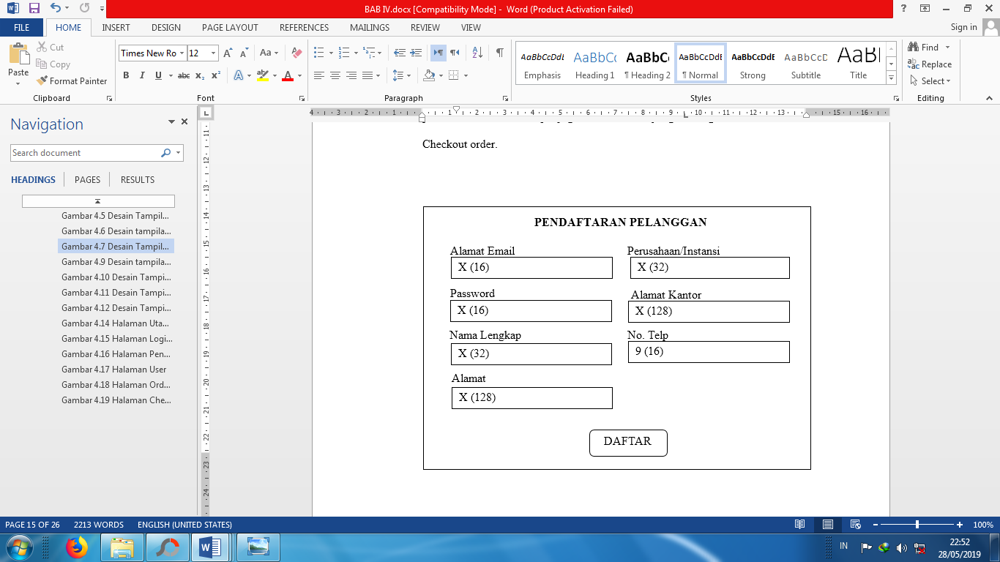 BAB IV.docx [Compatibility Mode] - Word (Product Activation Failed)
FILE HOME INSERT DESIGN PAGE LAYOUT REFERENCES MAILINGS REVIEW VIEW Sign in
Paste Cut Copy Format Painter
Times New Ro 12
AaBbCcDdE AaBbC AaBbC AaBbCcDdE AaBbCcDdE AaBbCcD AaB
Emphasis Heading 1 ¶ Heading 2 ¶ Normal Strong Subtitle Title
Find Replace Select
Clipboard Font Paragraph Styles Editing
Navigation
Search document
HEADINGS PAGES RESULTS
Gambar 4.5 Desain Tampil...
Gambar 4.6 Desain tampila...
Gambar 4.7 Desain Tampil...
Gambar 4.9 Desain tampila...
Gambar 4.10 Desain Tampi...
Gambar 4.11 Desain Tampi...
Gambar 4.12 Desain Tampi...
Gambar 4.14 Halaman Uta...
Gambar 4.15 Halaman Logi...
Gambar 4.16 Halaman Pen...
Gambar 4.17 Halaman User
Gambar 4.18 Halaman Ord...
Gambar 4.19 Halaman Che...
Checkout order.
PENDAFTARAN PELANGGAN
Alamat Email
X (16)
Password
X (16)
Nama Lengkap
X (32)
Alamat
X (128)
Perusahaan/Instansi
X (32)
Alamat Kantor
X (128)
No. Telp
9 (16)
DAFTAR
PAGE 15 OF 26 2213 WORDS ENGLISH (UNITED STATES) 100%
IN 22:52
28/05/2019